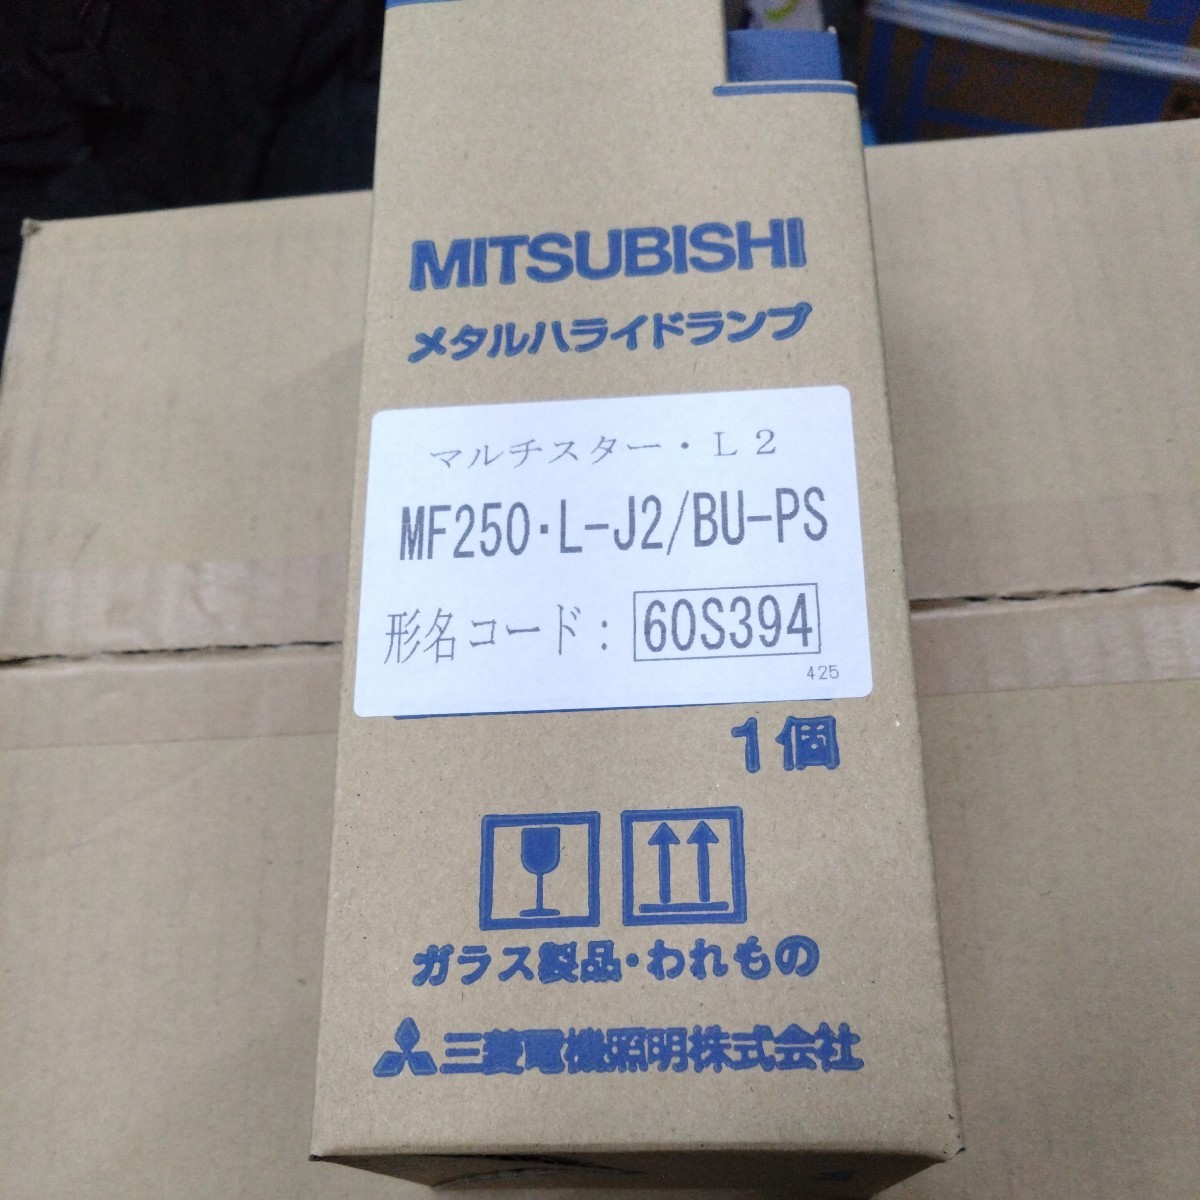 MITSUBISHI
メタルハライドランプ
マルチスター・L2
MF250・L-J2/BU-PS
形名コード: 60S394
425
1個
ガラス製品・われもの
三菱電機照明株式会社